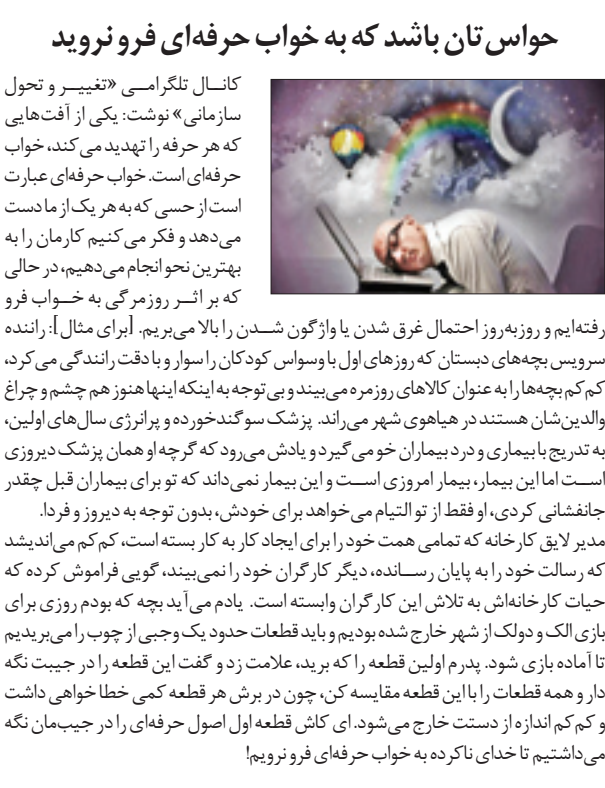 حواس‌تان باشد که به خواب حرفه‌ای فرو نروید
کانــال تلگرامــی «تغییــر و تحول
سازمانی» نوشت: یکی از آفت‌هایی
که هر حرفه را تهدید می‌کند، خواب
حرفه‌ای است. خواب حرفه‌ای عبارت
است از حسی که به هر یک از ما دست
می‌دهد و فکر می‌کنیم کارمان را به
بهترین نحو انجام می‌دهیم، در حالی
که بر اثــر روزمرگی به خــواب فرو
رفته‌ایم و روزبه‌روز احتمال غرق شدن یا واژگون شــدن را بالا می‌بریم. [برای مثال]: راننده
سرویس بچه‌های دبستان که روزهای اول با وسواس کودکان را سوار و با دقت رانندگی می‌کرد،
کم‌کم بچه‌ها را به عنوان کالاهای روزمره می‌بیند و بی‌توجه به اینکه اینها هنوز هم چشم و چراغ
والدین‌شان هستند در هیاهوی شهر می‌راند. پزشک سوگندخورده و پرانرژی سال‌های اولین،
به تدریج با بیماری و درد بیماران خو می‌گیرد و یادش می‌رود که گرچه او همان پزشک دیروزی
اســت اما این بیمار، بیمار امروزی اســت و این بیمار نمی‌داند که تو برای بیماران قبل چقدر
جانفشانی کردی، او فقط از تو التیام می‌خواهد برای خودش، بدون توجه به دیروز و فردا.
مدیر لایق کارخانه که تمامی همت خود را برای ایجاد کار به کار بسته است، کم‌کم می‌اندیشد
که رسالت خود را به پایان رســانده، دیگر کارگران خود را نمی‌بیند، گویی فراموش کرده که
حیات کارخانه‌اش به تلاش این کارگران وابسته است. یادم می‌آید بچه که بودم روزی برای
بازی الک و دولک از شهر خارج شده بودیم و باید قطعات حدود یک وجبی از چوب را می‌بریدیم
تا آماده بازی شود. پدرم اولین قطعه را که برید، علامت زد و گفت این قطعه را در جیبت نگه
دار و همه قطعات را با این قطعه مقایسه کن، چون در برش هر قطعه کمی خطا خواهی داشت
و کم‌کم اندازه از دستت خارج می‌شود. ای کاش قطعه اول اصول حرفه‌ای را در جیب‌مان نگه
می‌داشتیم تا خدای ناکرده به خواب حرفه‌ای فرو نرویم!